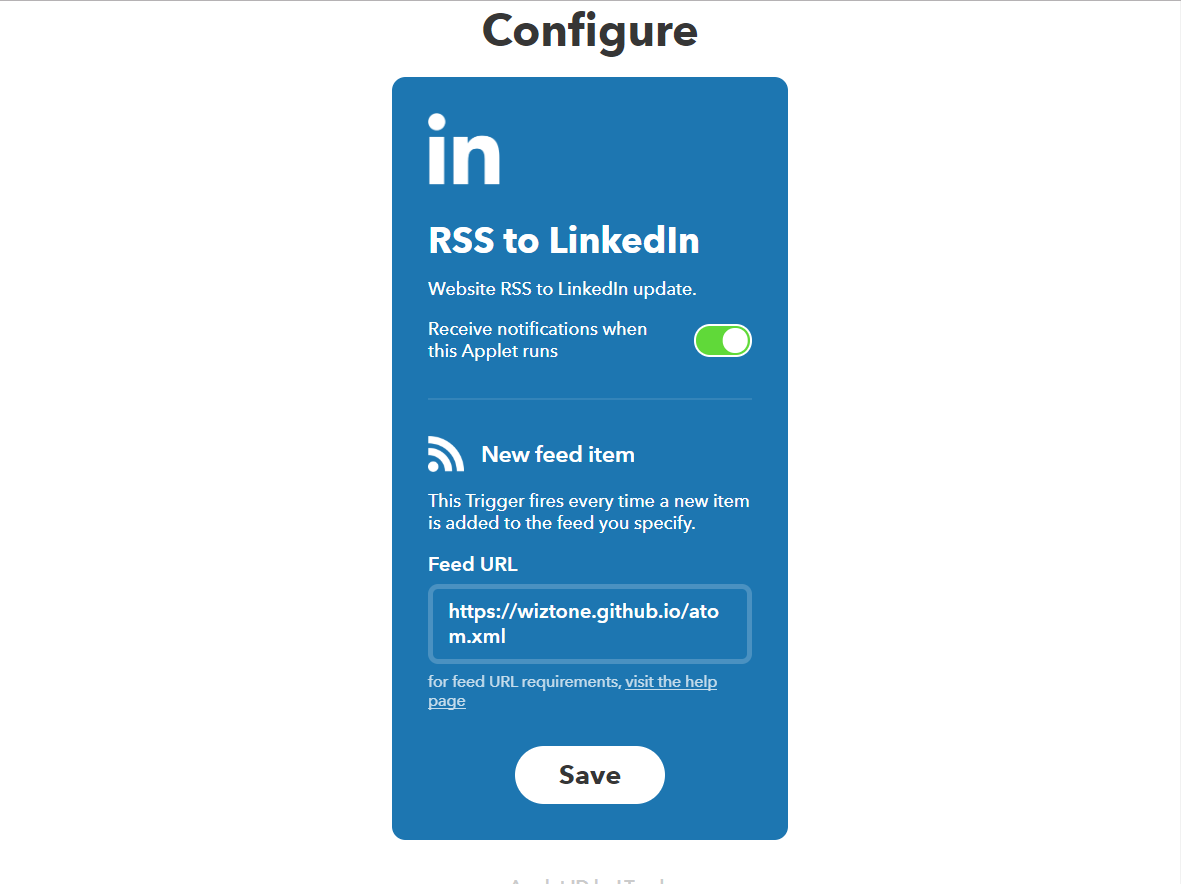 Configure
in
RSS to LinkedIn
Website RSS to LinkedIn update.
Receive notifications when
this Applet runs
New feed item
This Trigger fires every time a new item
is added to the feed you specify.
Feed URL
https://wiztone.github.io/ato
m.xml
for feed URL requirements, visit the help
page
Save